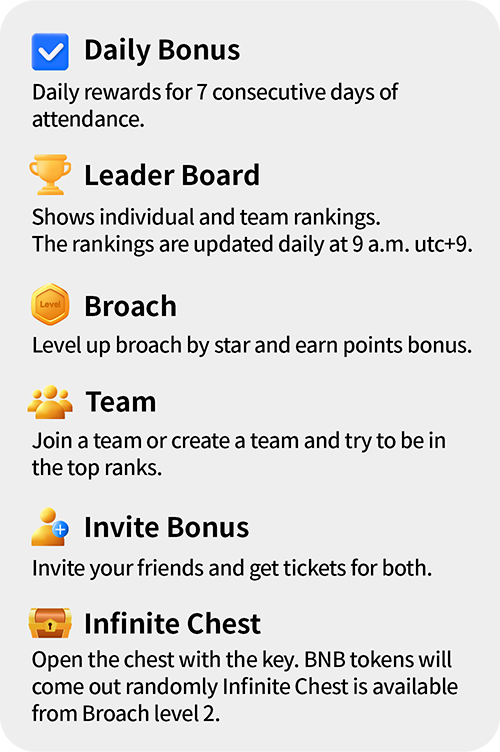 Daily Bonus
Daily rewards for 7 consecutive days of
attendance.
Leader Board
Shows individual and team rankings.
The rankings are updated daily at 9 a.m. utc+9.
Level
Broach
Level up broach by star and earn points bonus.
Team
Join a team or create a team and try to be in
the top ranks.
Invite Bonus
Invite your friends and get tickets for both.
Infinite Chest
Open the chest with the key. BNB tokens will
come out randomly Infinite Chest is available
from Broach level 2.